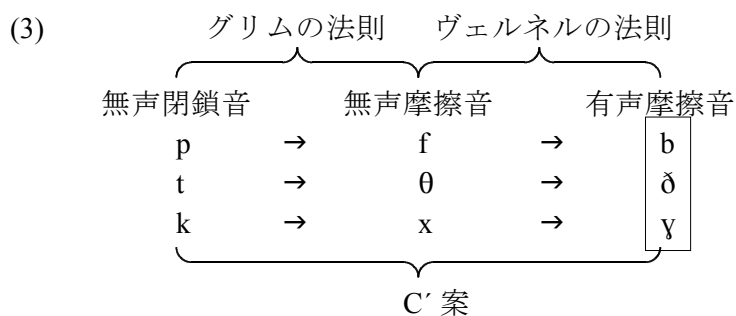 (3) グリムの法則 ヴェルネルの法則
無声閉鎖音 無声摩擦音 有声摩擦音
p → f → b
t → θ → ð
k → x → ɣ
C′ 案